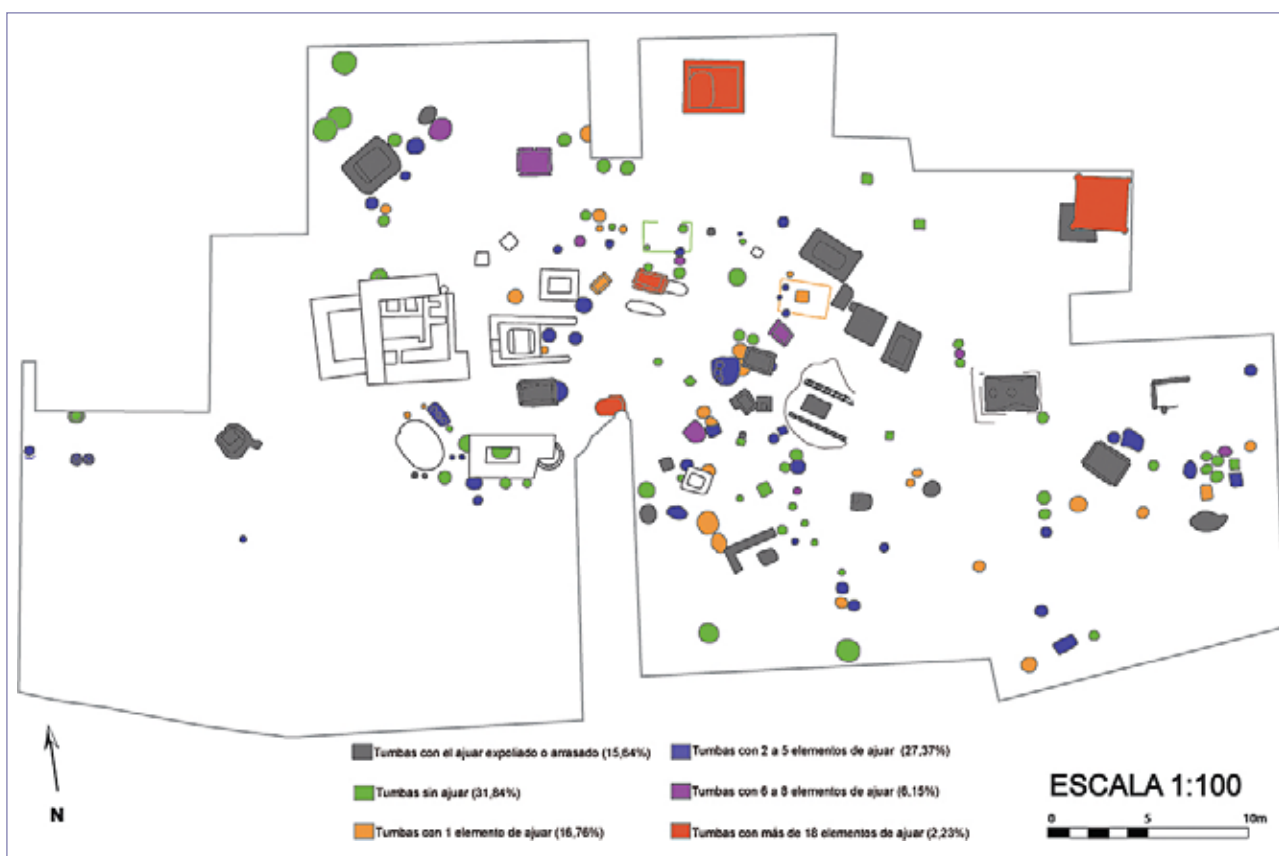 Tumbas con el ajuar expoliado o arrasado (15,64%)
Tumbas sin ajuar (31,84%)
Tumbas con 1 elemento de ajuar (16,76%)
Tumbas con 2 a 5 elementos de ajuar (27,37%)
Tumbas con 6 a 8 elementos de ajuar (6,15%)
Tumbas con más de 18 elementos de ajuar (2,23%)
N
ESCALA 1:100
0 5 10m